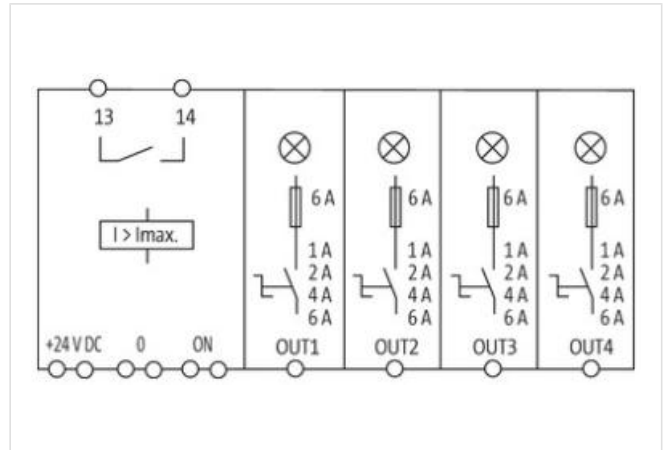 13 14
6 A 6 A 6 A 6 A
I > Imax.
1 A 1 A 1 A 1 A
2 A 2 A 2 A 2 A
4 A 4 A 4 A 4 A
6 A 6 A 6 A 6 A
+24 V DC 0 ON OUT1 OUT2 OUT3 OUT4